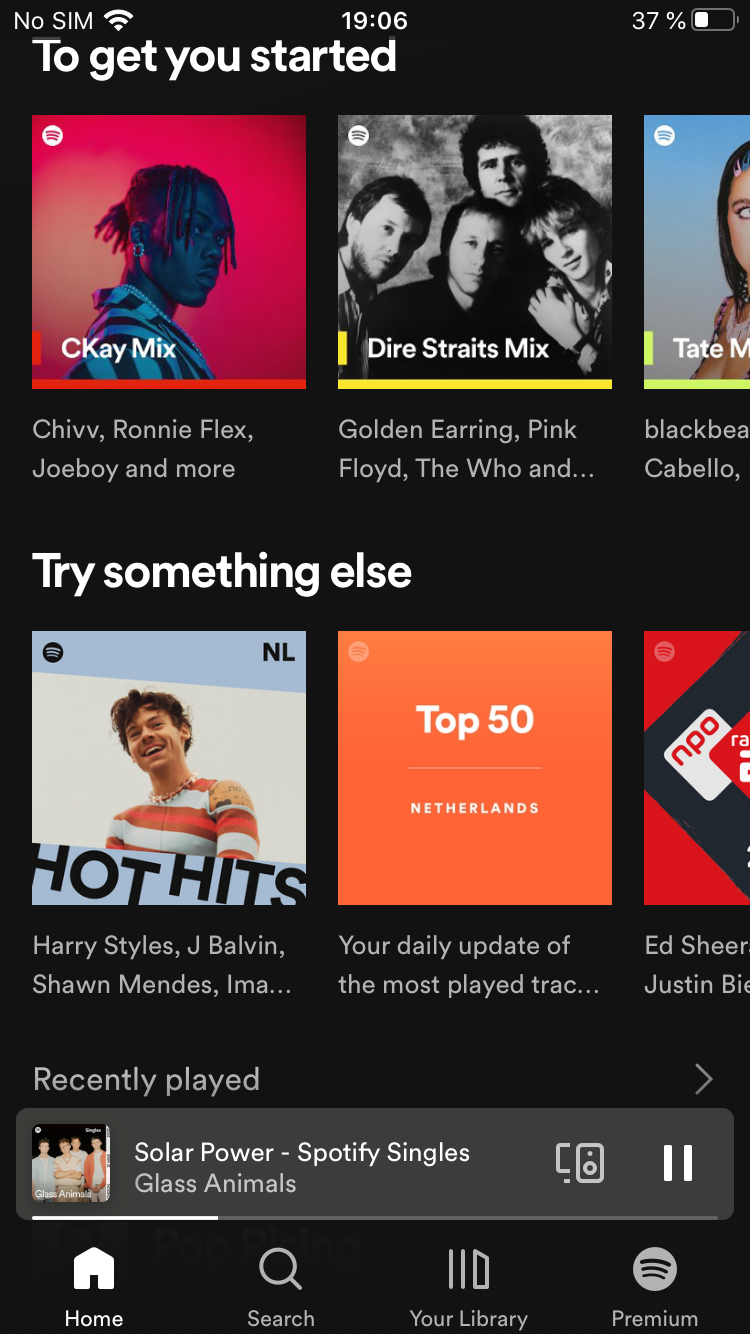 No SIM 19:06 37 %
To get you started
CKay Mix
Dire Straits Mix
Tate M
Chivv, Ronnie Flex,
Joeboy and more
Golden Earring, Pink
Floyd, The Who and...
blackbea
Cabello,
Try something else
NL
HOT HITS
Top 50
NETHERLANDS
npo
ra
Harry Styles, J Balvin,
Shawn Mendes, Ima...
Your daily update of
the most played trac...
Ed Sheer
Justin Bie
Recently played
Singles
Glass Animals
Solar Power - Spotify Singles
Glass Animals
Pop Rising
Home
Search
Your Library
Premium